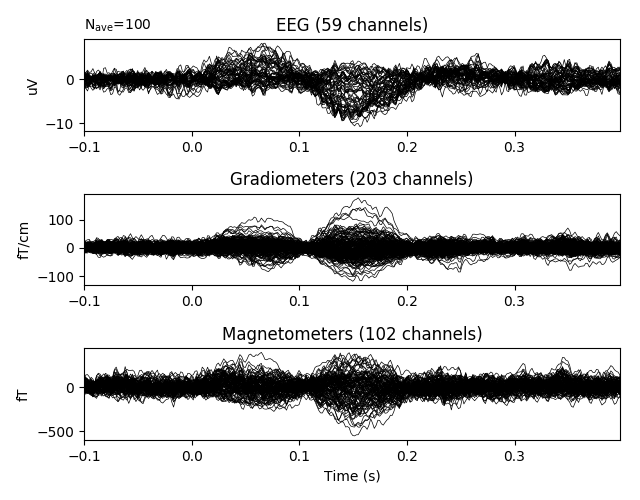 N_ave=100
EEG (59 channels)
uV
0
−10
−0.1 0.0 0.1 0.2 0.3
Gradiometers (203 channels)
fT/cm
100
0
−100
−0.1 0.0 0.1 0.2 0.3
Magnetometers (102 channels)
fT
0
−500
−0.1 0.0 0.1 0.2 0.3
Time (s)